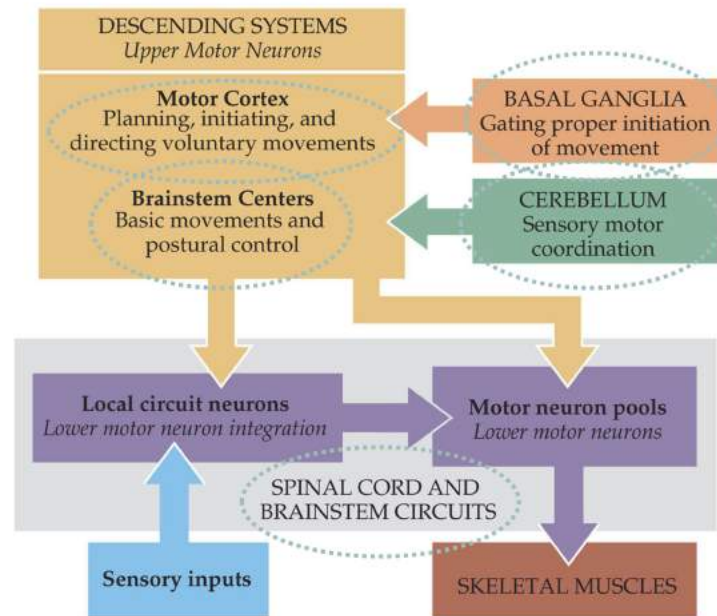 DESCENDING SYSTEMS
Upper Motor Neurons
Motor Cortex
Planning, initiating, and
directing voluntary movements
BASAL GANGLIA
Gating proper initiation
of movement
Brainstem Centers
Basic movements and
postural control
CEREBELLUM
Sensory motor
coordination
Local circuit neurons
Lower motor neuron integration
Motor neuron pools
Lower motor neurons
SPINAL CORD AND
BRAINSTEM CIRCUITS
Sensory inputs
SKELETAL MUSCLES